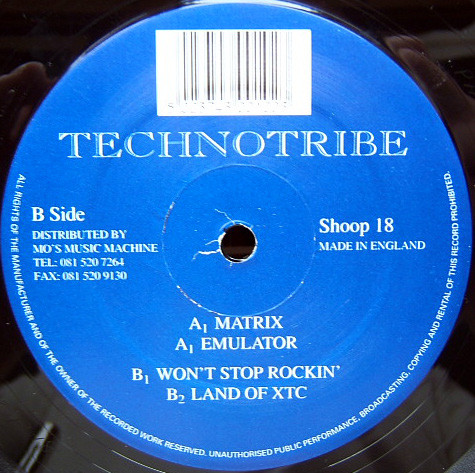 TECHNOTRIBE
B Side
DISTRIBUTED BY
MO'S MUSIC MACHINE
TEL: 081 520 7264
FAX: 081 520 9130
Shoop 18
MADE IN ENGLAND
A1 MATRIX
A1 EMULATOR
B1 WON'T STOP ROCKIN'
B2 LAND OF XTC
ALL RIGHTS OF THE MANUFACTURER AND OF THE OWNER OF THE RECORDED WORK RESERVED. UNAUTHORISED PUBLIC PERFORMANCE, BROADCASTING, COPYING AND RENTAL OF THIS RECORD PROHIBITED.